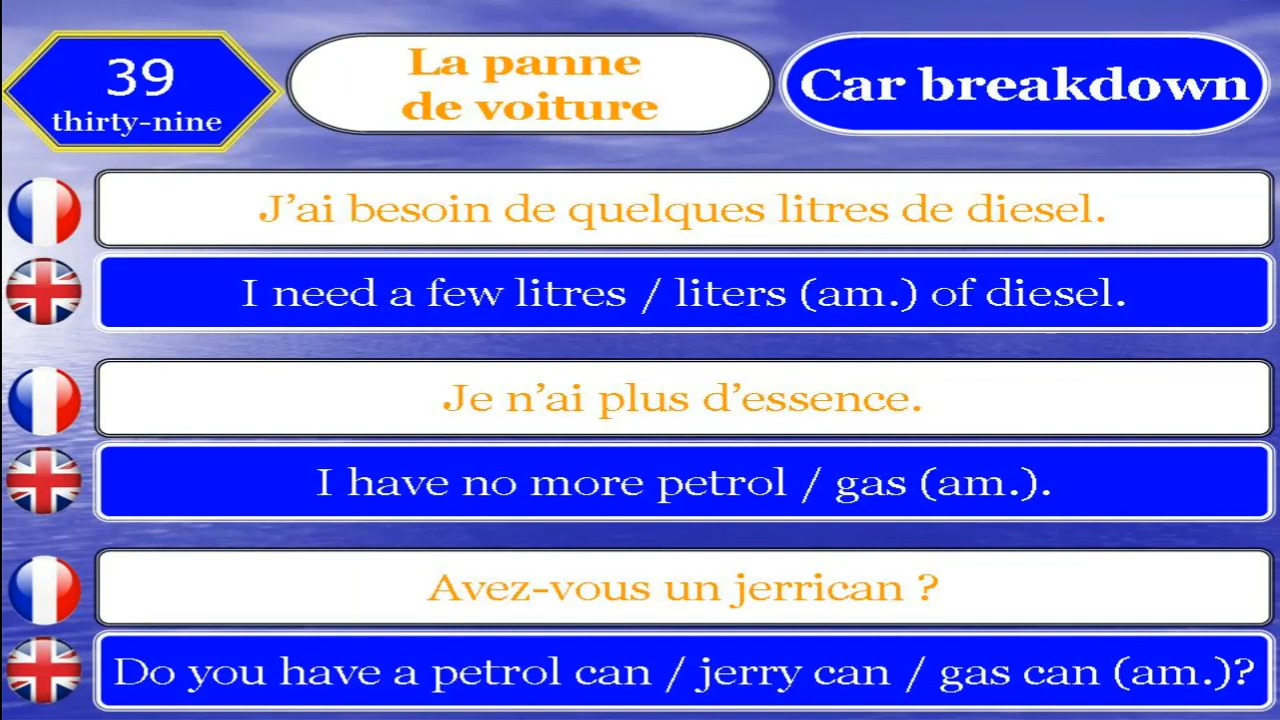 39
thirty-nine
La panne
de voiture
Car breakdown
J’ai besoin de quelques litres de diesel.
I need a few litres / liters (am.) of diesel.
Je n’ai plus d’essence.
I have no more petrol / gas (am.).
Avez-vous un jerrican ?
Do you have a petrol can / jerry can / gas can (am.)?